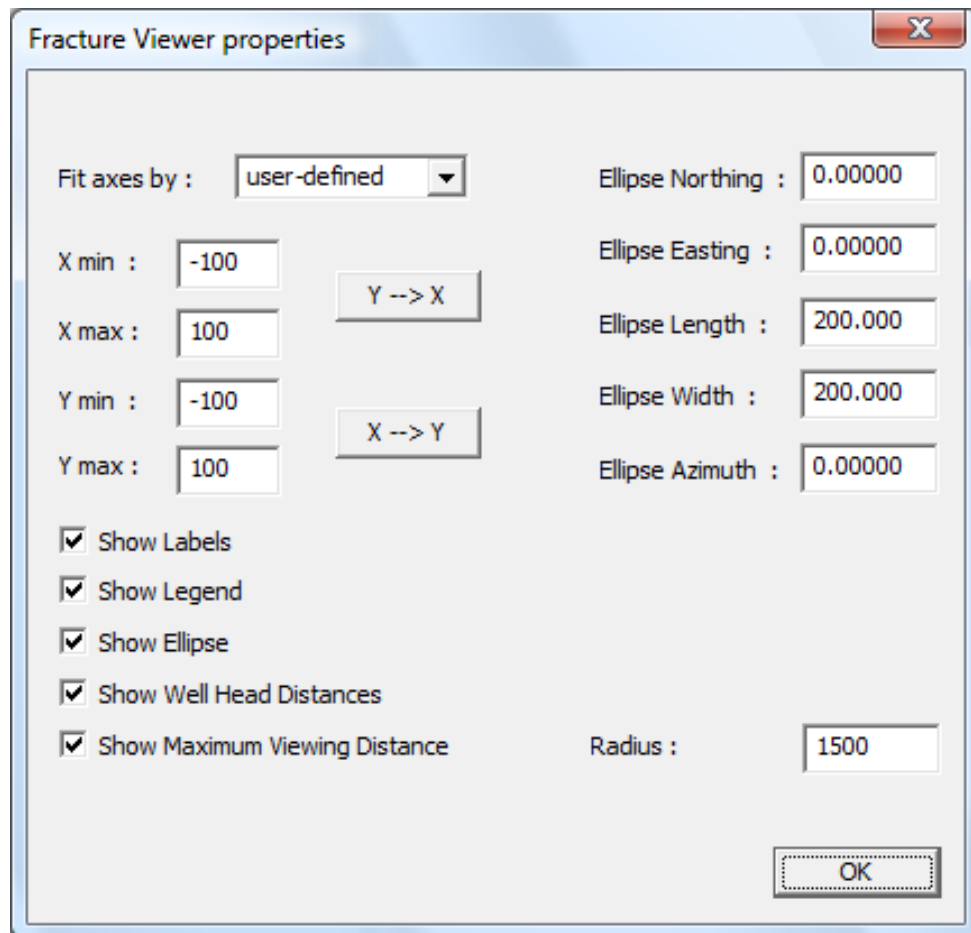 Fracture Viewer properties
Fit axes by : user-defined
Ellipse Northing : 0.00000
X min : -100
Y --> X
Ellipse Easting : 0.00000
X max : 100
Ellipse Length : 200.000
Y min : -100
X --> Y
Ellipse Width : 200.000
Y max : 100
Ellipse Azimuth : 0.00000
Show Labels
Show Legend
Show Ellipse
Show Well Head Distances
Show Maximum Viewing Distance
Radius : 1500
OK